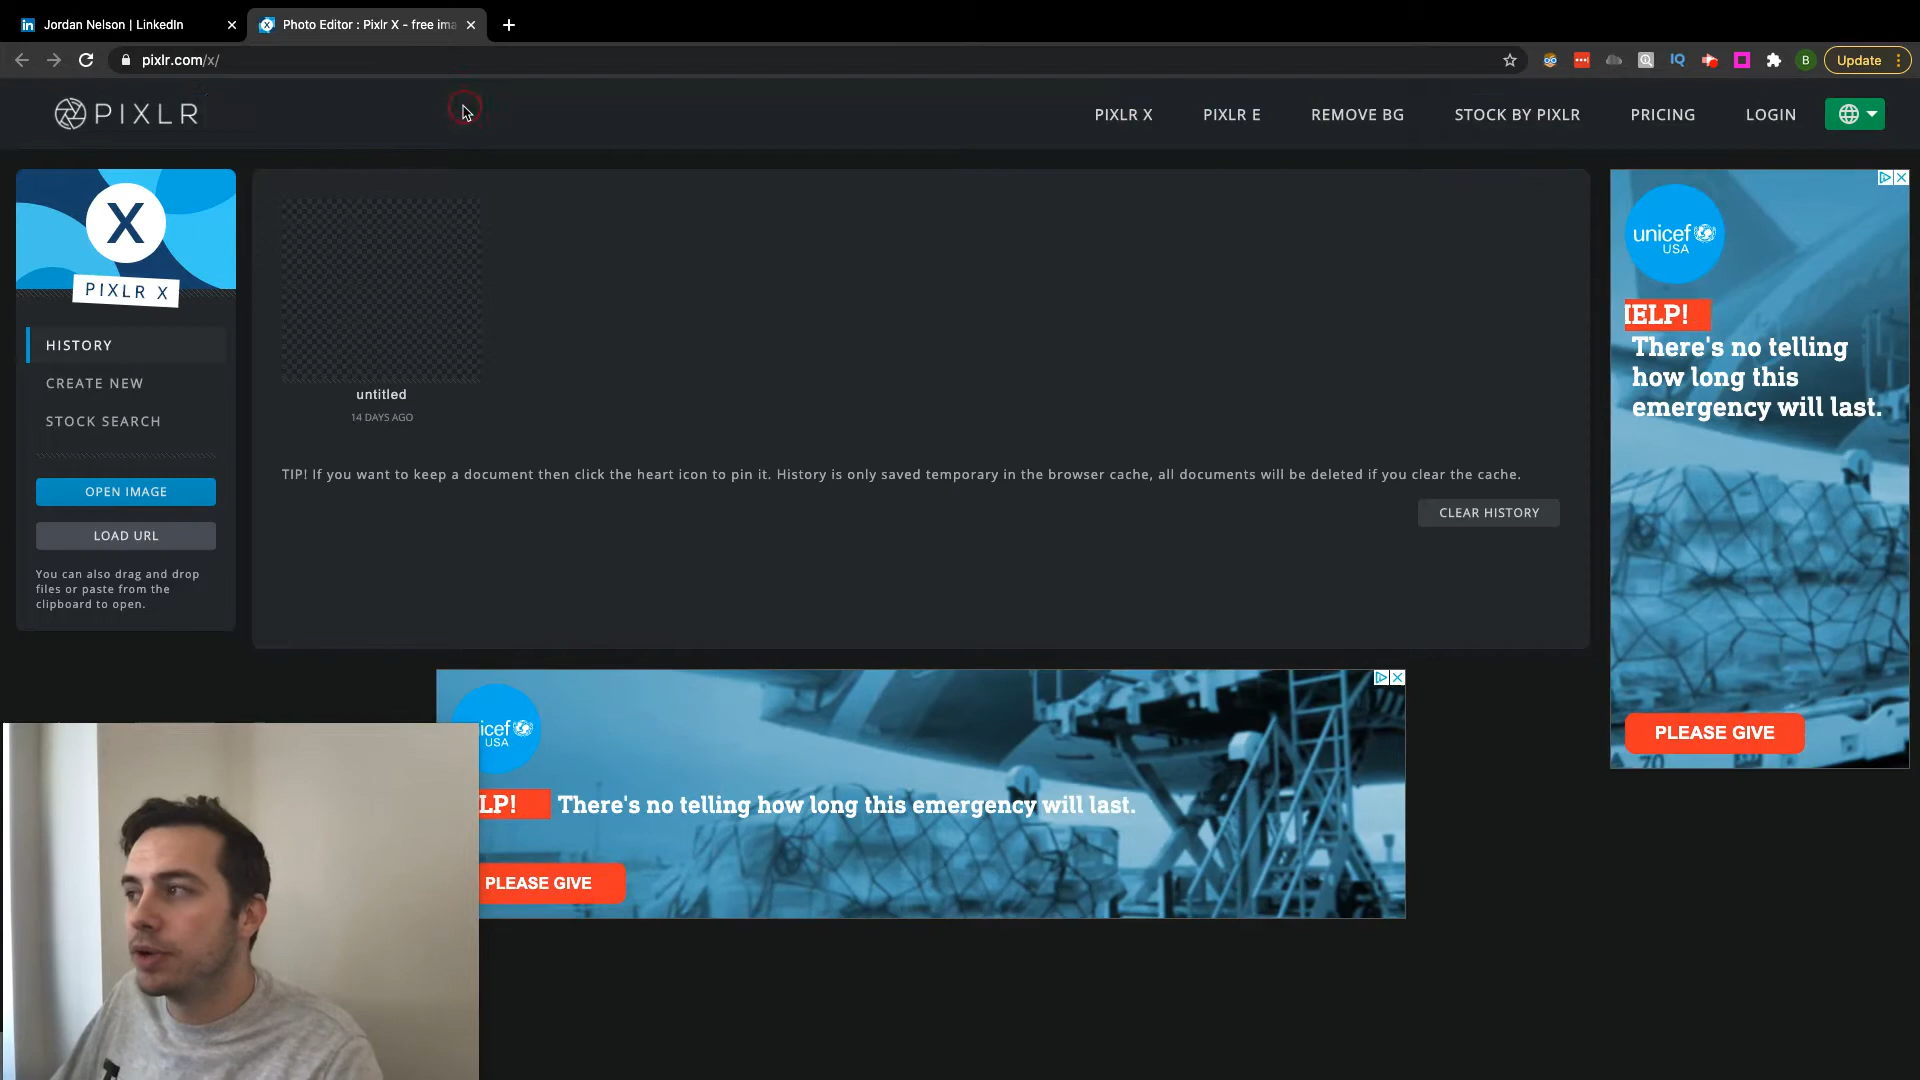 Jordan Nelson | LinkedIn
Photo Editor : Pixlr X - free ima
pixlr.com/x/
IQ
B
Update
PIXLR
PIXLR X
PIXLR E
REMOVE BG
STOCK BY PIXLR
PRICING
LOGIN
X
PIXLR X
HISTORY
CREATE NEW
STOCK SEARCH
OPEN IMAGE
LOAD URL
You can also drag and drop
files or paste from the
clipboard to open.
untitled
14 DAYS AGO
TIP! If you want to keep a document then click the heart icon to pin it. History is only saved temporary in the browser cache, all documents will be deleted if you clear the cache.
CLEAR HISTORY
unicef
USA
HELP!
There's no telling
how long this
emergency will last.
PLEASE GIVE
70
icef
USA
LP! There's no telling how long this emergency will last.
PLEASE GIVE